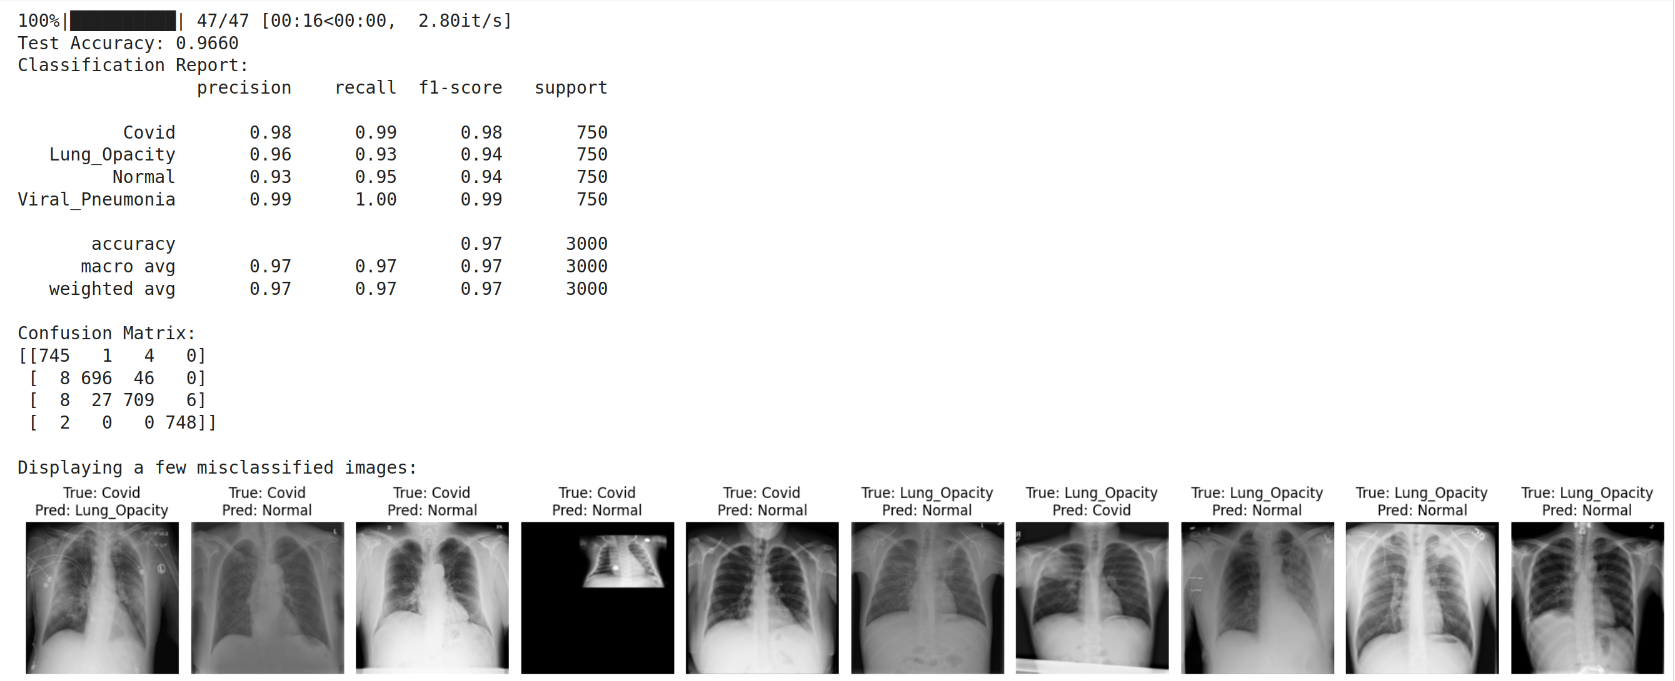 100%|██████████| 47/47 [00:16<00:00,  2.80it/s]
Test Accuracy: 0.9660
Classification Report:
                 precision    recall  f1-score   support

          Covid       0.98      0.99      0.98       750
   Lung_Opacity       0.96      0.93      0.94       750
         Normal       0.93      0.95      0.94       750
Viral_Pneumonia       0.99      1.00      0.99       750

       accuracy                           0.97      3000
      macro avg       0.97      0.97      0.97      3000
   weighted avg       0.97      0.97      0.97      3000

Confusion Matrix:
[[745   1   4   0]
 [  8 696  46   0]
 [  8  27 709   6]
 [  2   0   0 748]]

Displaying a few misclassified images:
True: Covid
Pred: Lung_Opacity
True: Covid
Pred: Normal
True: Covid
Pred: Normal
True: Covid
Pred: Normal
True: Covid
Pred: Normal
True: Lung_Opacity
Pred: Normal
True: Lung_Opacity
Pred: Covid
True: Lung_Opacity
Pred: Normal
True: Lung_Opacity
Pred: Normal
True: Lung_Opacity
Pred: Normal